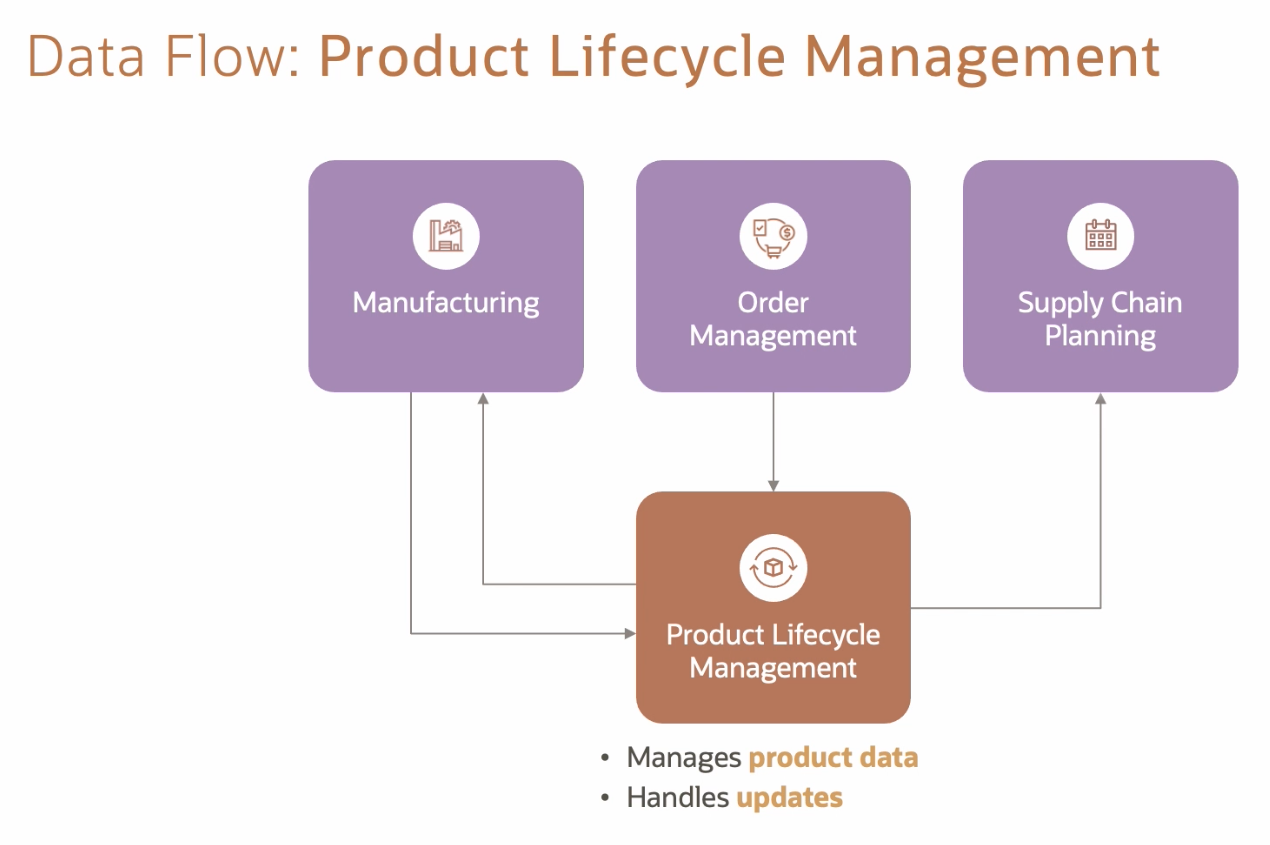 Data Flow: Product Lifecycle Management
Manufacturing
Order
Management
Supply Chain
Planning
Product Lifecycle
Management
• Manages product data
• Handles updates